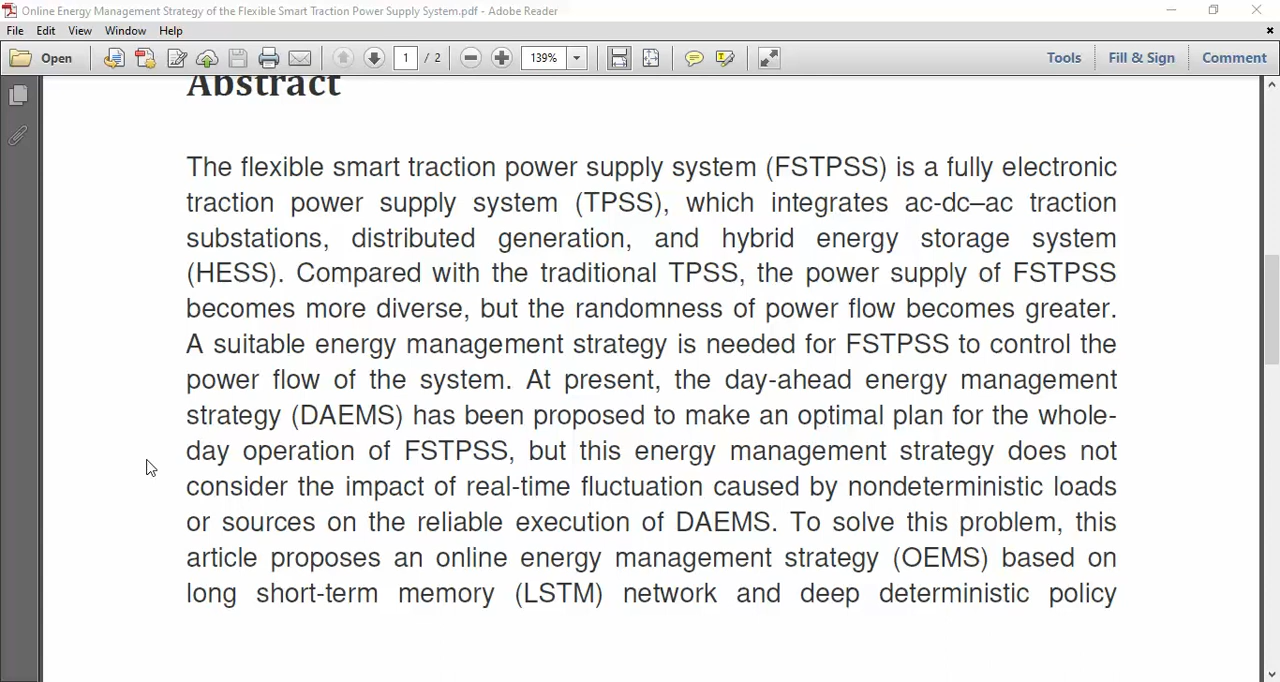 Online Energy Management Strategy of the Flexible Smart Traction Power Supply System.pdf - Adobe Reader
File Edit View Window Help
Open 1 / 2 139% Tools Fill & Sign Comment
Abstract
The flexible smart traction power supply system (FSTPSS) is a fully electronic
traction power supply system (TPSS), which integrates ac-dc–ac traction
substations, distributed generation, and hybrid energy storage system
(HESS). Compared with the traditional TPSS, the power supply of FSTPSS
becomes more diverse, but the randomness of power flow becomes greater.
A suitable energy management strategy is needed for FSTPSS to control the
power flow of the system. At present, the day-ahead energy management
strategy (DAEMS) has been proposed to make an optimal plan for the whole-
day operation of FSTPSS, but this energy management strategy does not
consider the impact of real-time fluctuation caused by nondeterministic loads
or sources on the reliable execution of DAEMS. To solve this problem, this
article proposes an online energy management strategy (OEMS) based on
long short-term memory (LSTM) network and deep deterministic policy